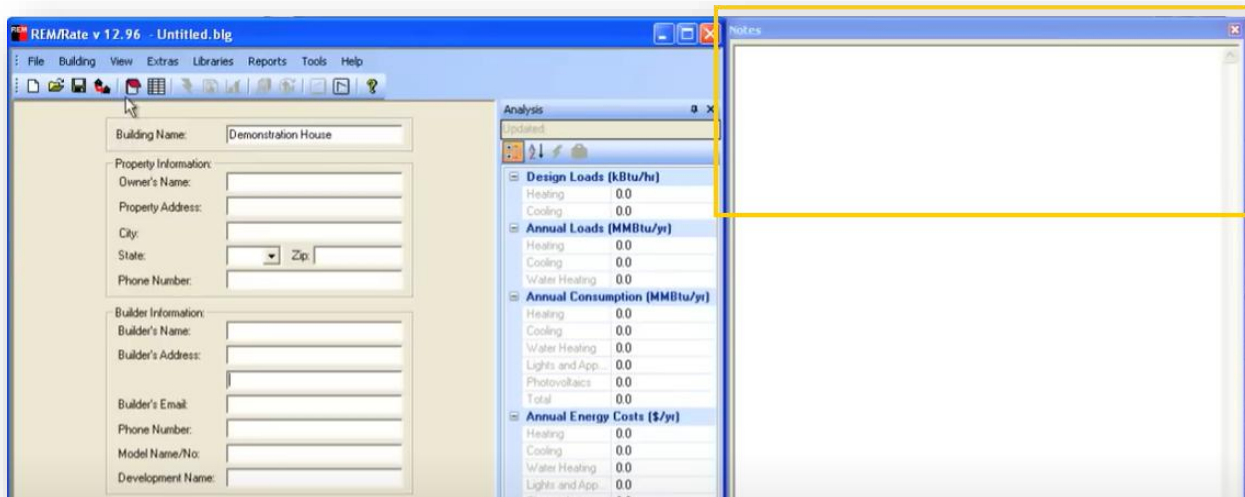 REM/Rate v 12.96 - Untitled.blg
Notes
File Building View Extras Libraries Reports Tools Help
Building Name: Demonstration House
Property Information:
Owner's Name:
Property Address:
City:
State: Zip:
Phone Number:
Builder Information:
Builder's Name:
Builder's Address:
Builder's Email:
Phone Number:
Model Name/No:
Development Name:
Analysis
Updated
Design Loads (kBtu/hr)
Heating 0.0
Cooling 0.0
Annual Loads (MMBtu/yr)
Heating 0.0
Cooling 0.0
Water Heating 0.0
Annual Consumption (MMBtu/yr)
Heating 0.0
Cooling 0.0
Water Heating 0.0
Lights and App... 0.0
Photovoltaics 0.0
Total 0.0
Annual Energy Costs ($/yr)
Heating 0.0
Cooling 0.0
Water Heating 0.0
Lights and App... 0.0